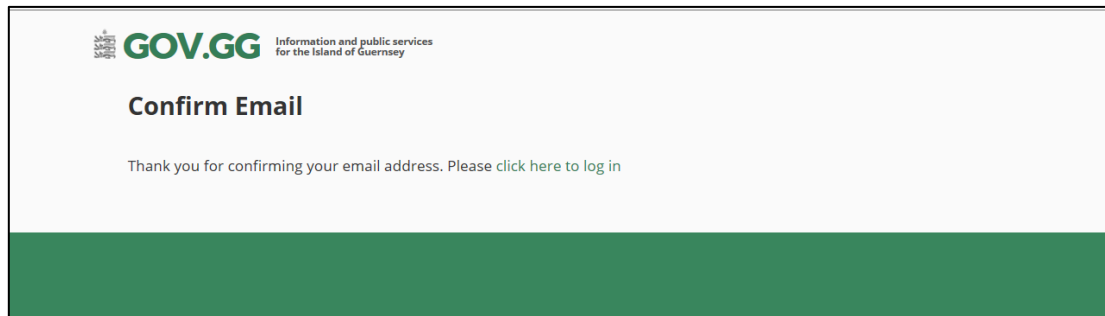 GOV.GG
Information and public services
for the Island of Guernsey
Confirm Email
Thank you for confirming your email address. Please click here to log in